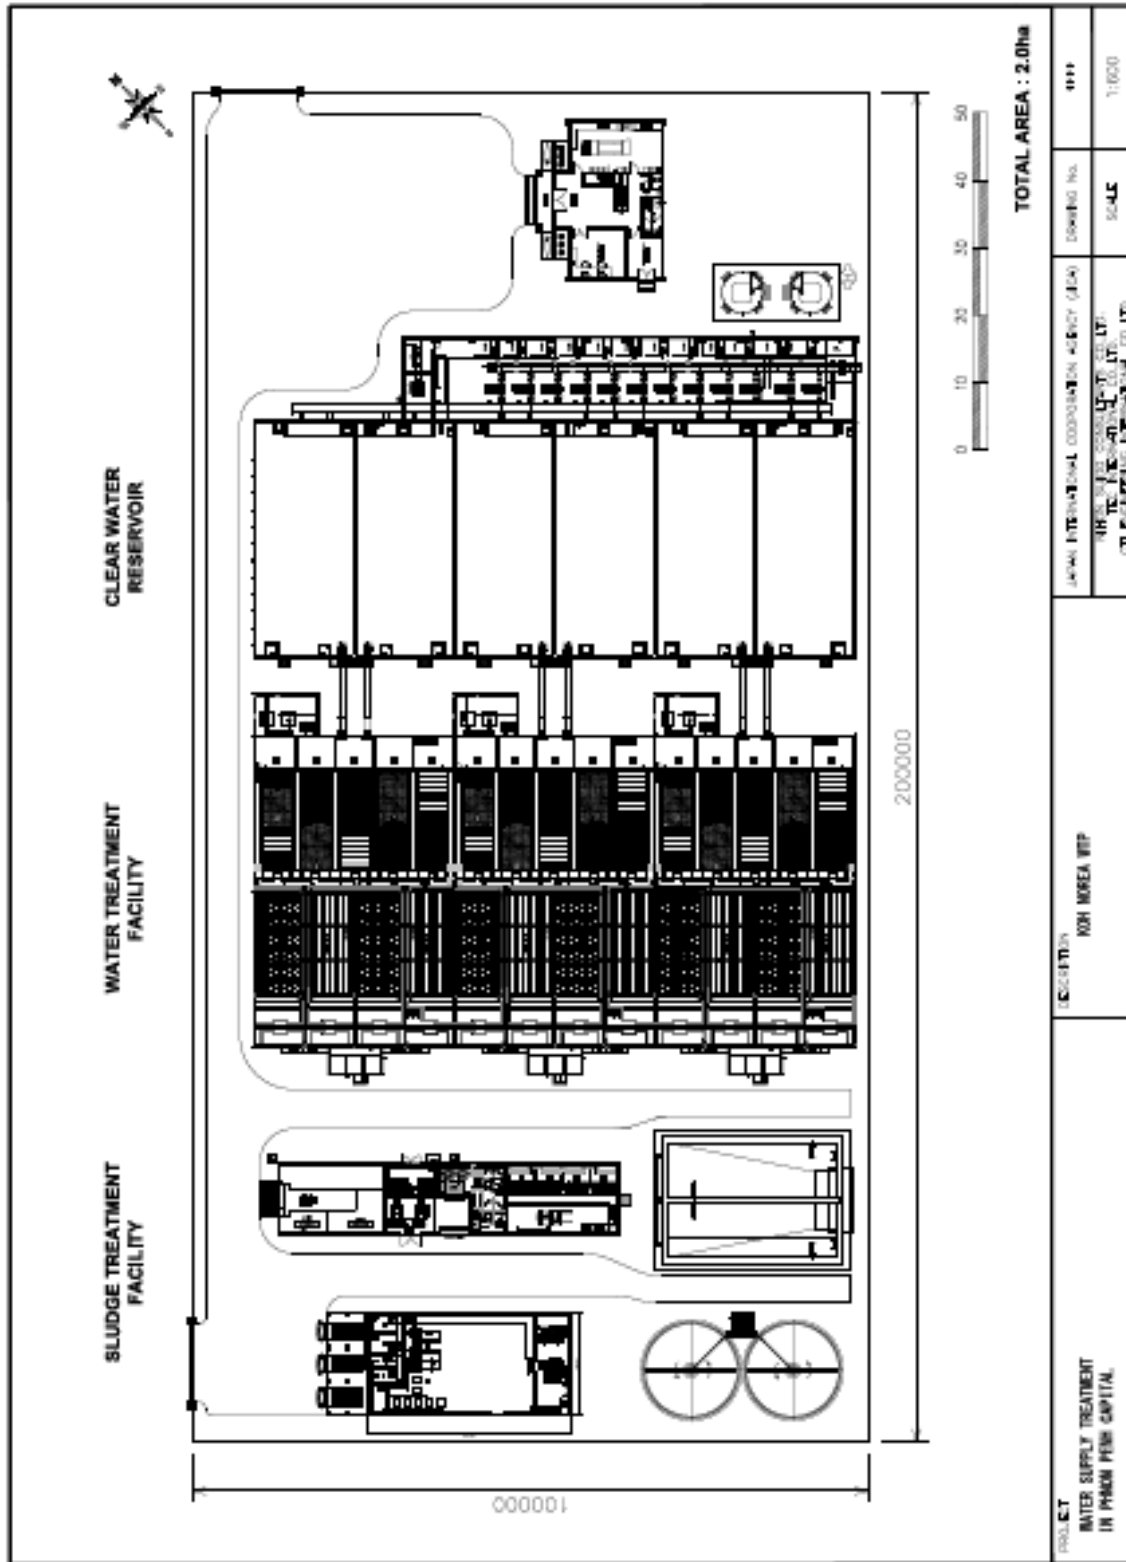 SLUDGE TREATMENT
FACILITY
WATER TREATMENT
FACILITY
CLEAR WATER
RESERVOIR
100000
200000
0 10 20 30 40 50
TOTAL AREA : 2.0ha
PROJECT
WATER SUPPLY TREATMENT
IN PHNOM PENH CAPITAL
DESCRIPTION
KOH NOREA WTP
JAPAN INTERNATIONAL COOPORATION AGENCY (JICA)
DRAWING No.
SCALE
1:600